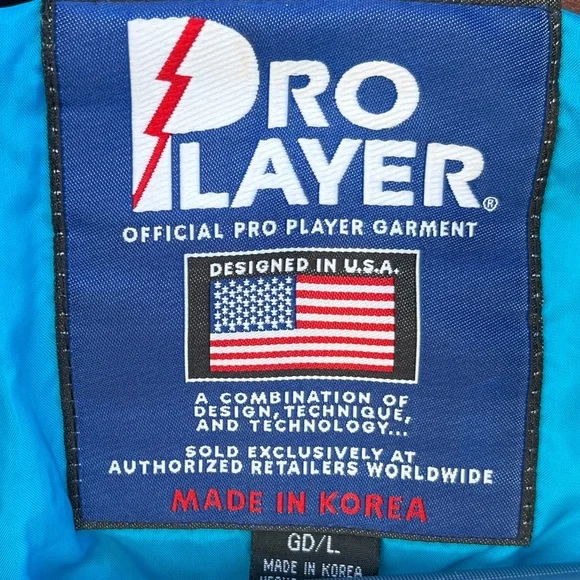 PRO
PLAYER®
OFFICIAL PRO PLAYER GARMENT
DESIGNED IN U.S.A.
A COMBINATION OF
DESIGN, TECHNIQUE,
AND TECHNOLOGY...
SOLD EXCLUSIVELY AT
AUTHORIZED RETAILERS WORLDWIDE
MADE IN KOREA
GD/L
MADE IN KOREA